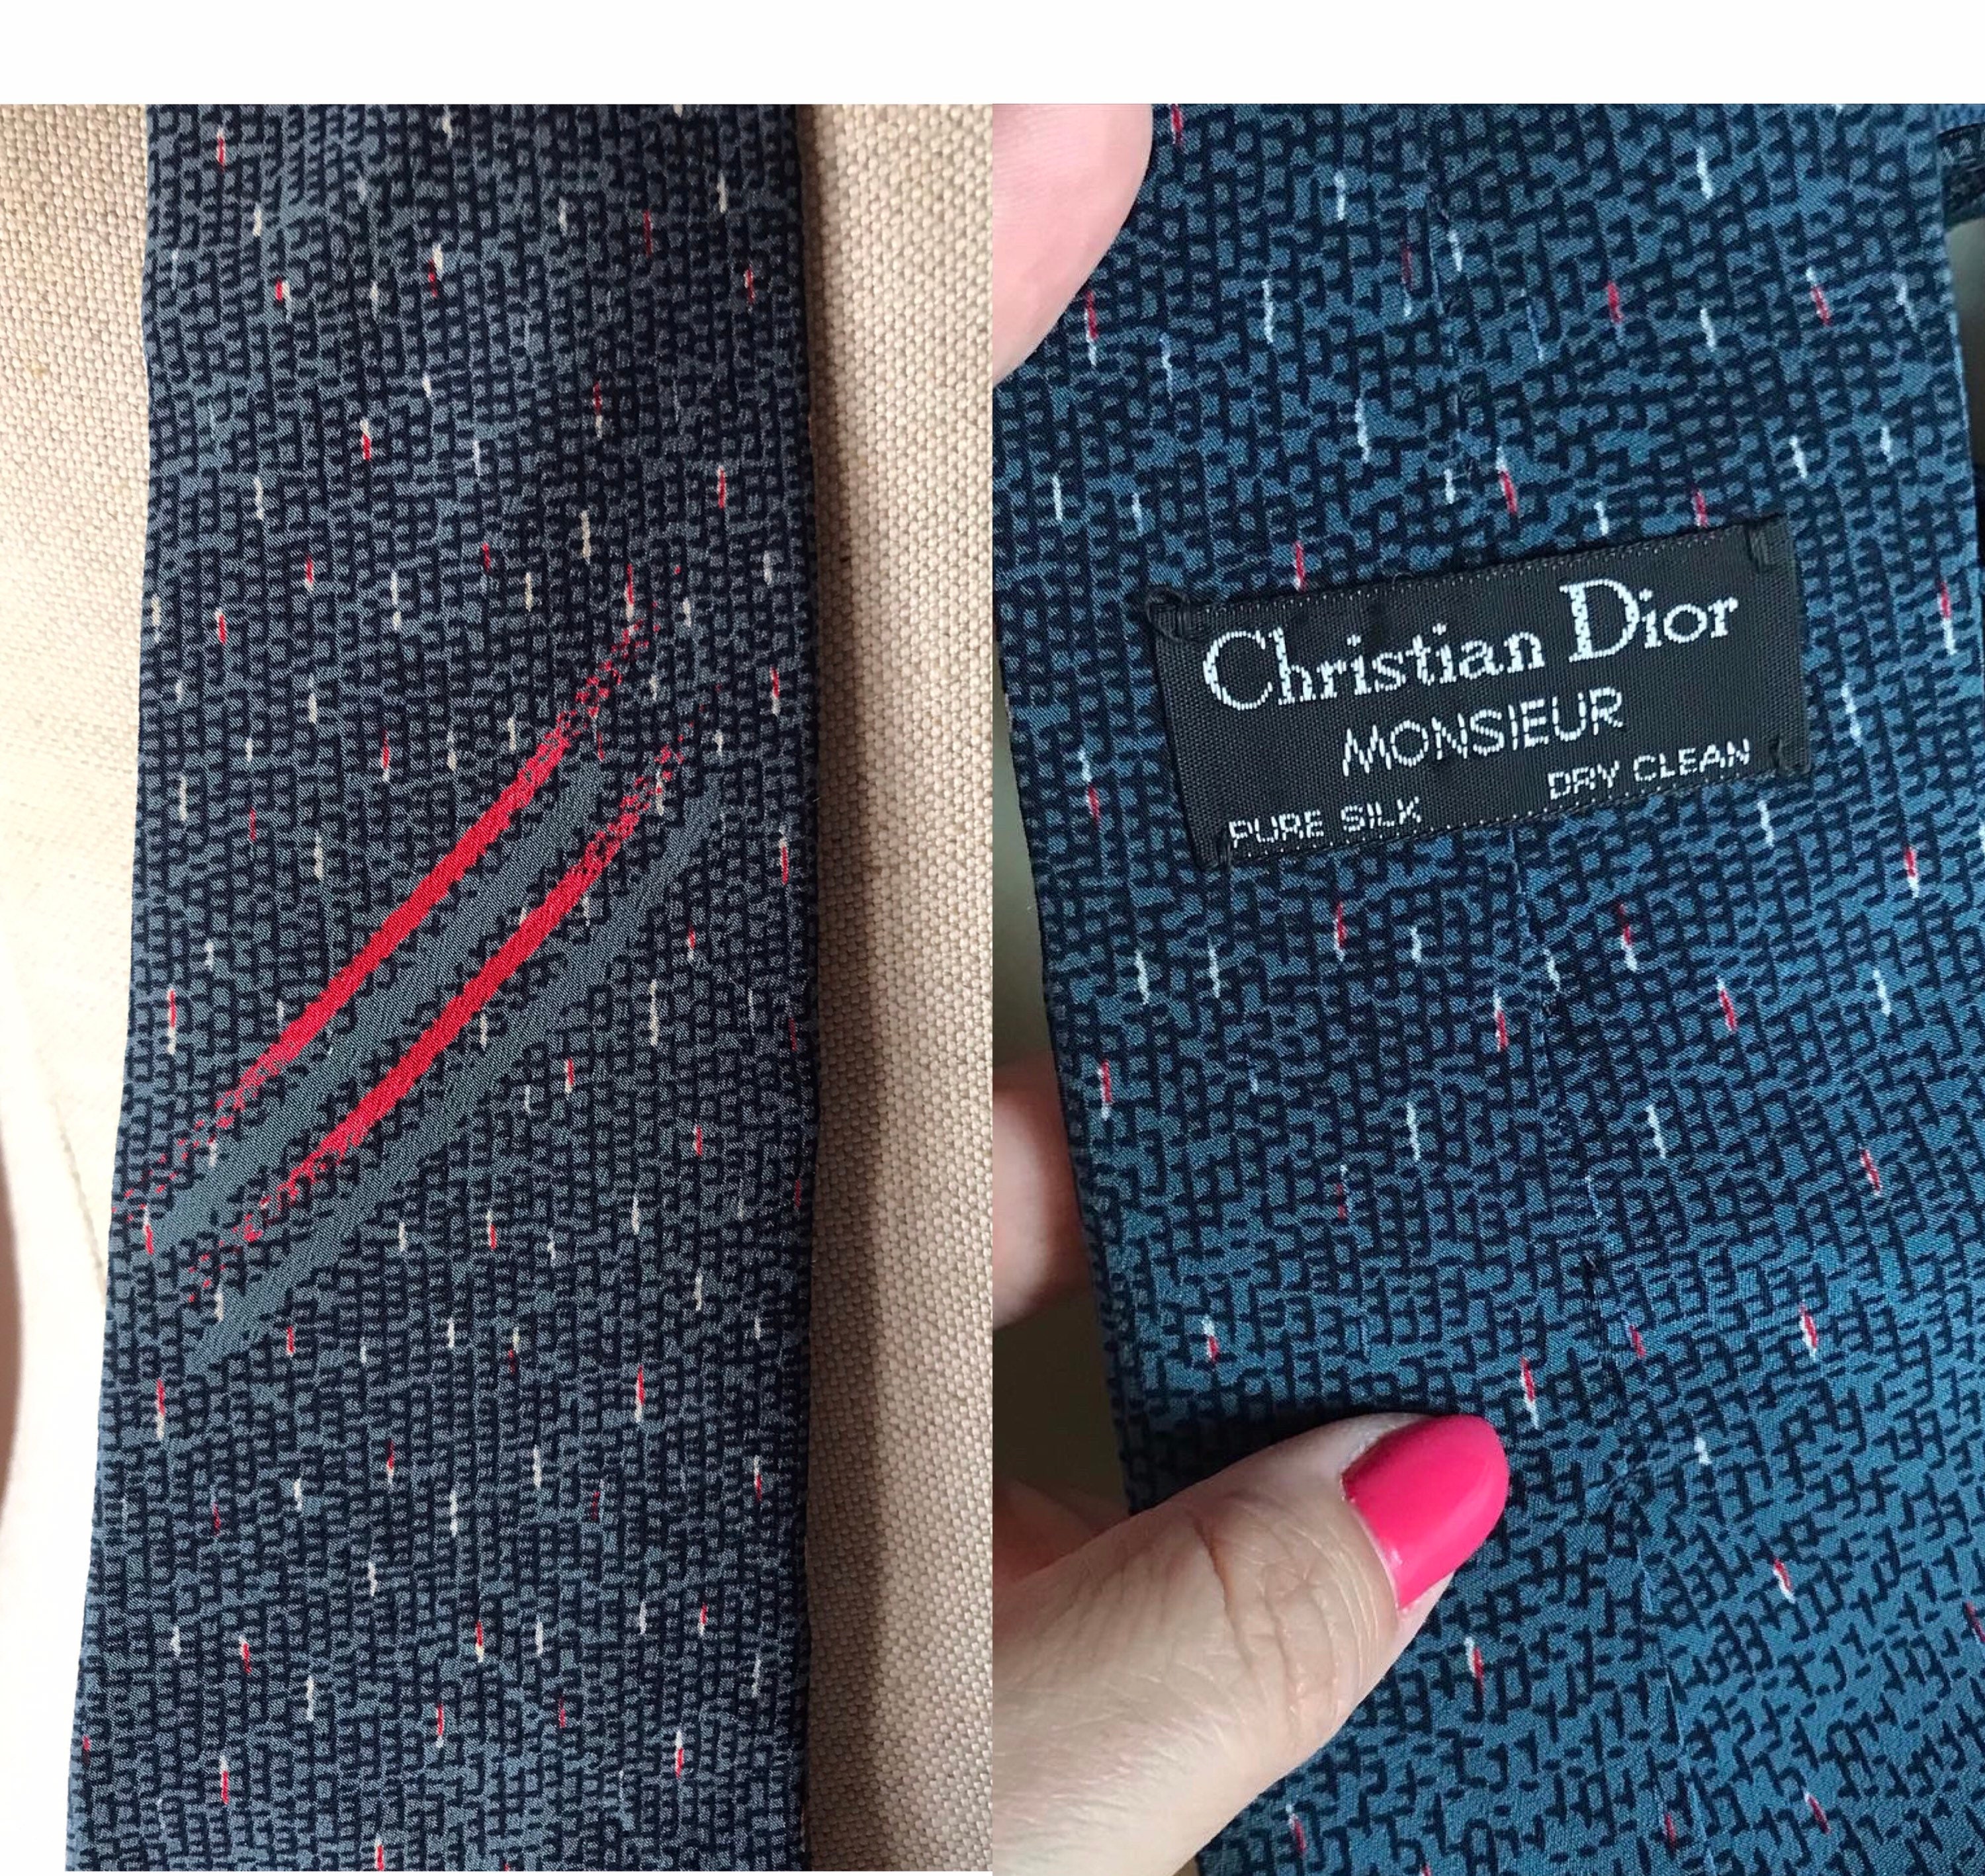 Christian Dior
MONSIEUR
PURE SILK DRY CLEAN